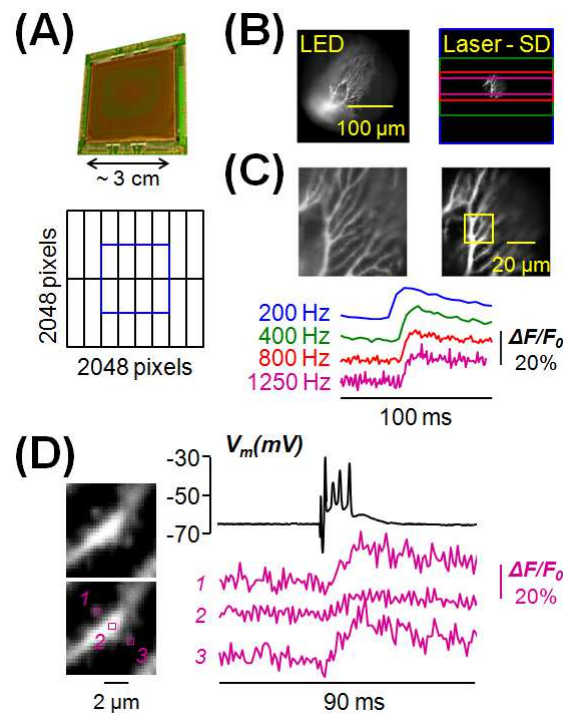 (A)
~ 3 cm
2048 pixels
2048 pixels
(B)
LED
100 µm
Laser - SD
(C)
20 µm
200 Hz
400 Hz
800 Hz
1250 Hz
ΔF/F₀
20%
100 ms
(D)
1
2
3
2 µm
Vm(mV)
-30
-50
-70
1
2
3
ΔF/F₀
20%
90 ms